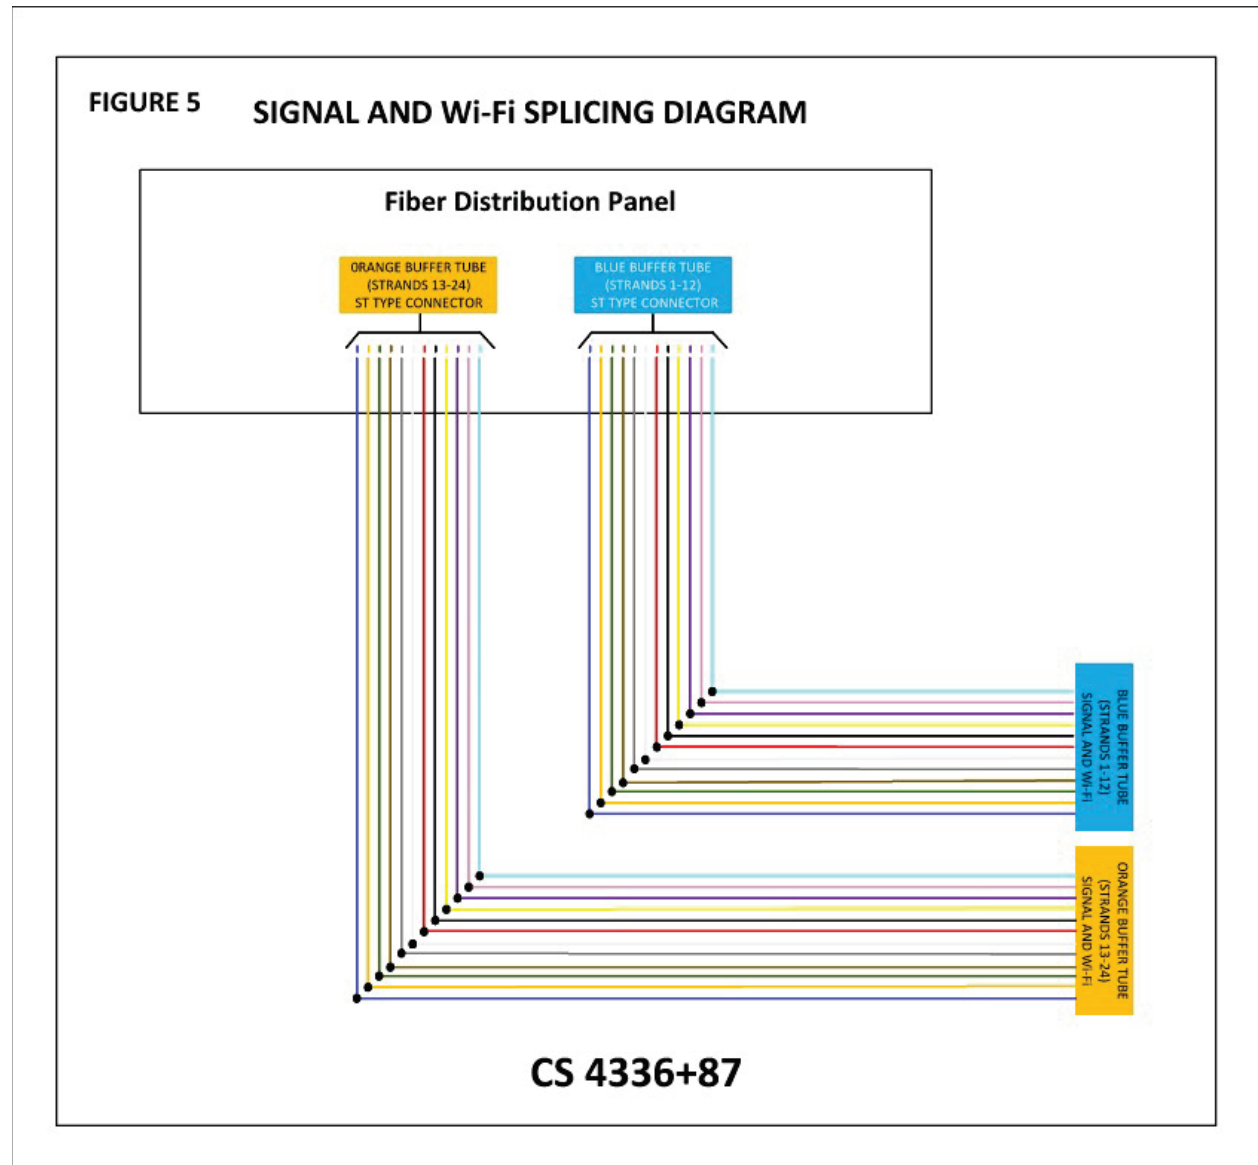 FIGURE 5
SIGNAL AND Wi-Fi SPLICING DIAGRAM
Fiber Distribution Panel
0RANGE BUFFER TUBE
(STRANDS 13-24)
ST TYPE CONNECTOR
BLUE BUFFER TUBE
(STRANDS 1-12)
ST TYPE CONNECTOR
BLUE BUFFER TUBE
(STRANDS 1-12)
SIGNAL AND Wi-Fi
ORANGE BUFFER TUBE
(STRANDS 13-24)
SIGNAL AND Wi-Fi
CS 4336+87